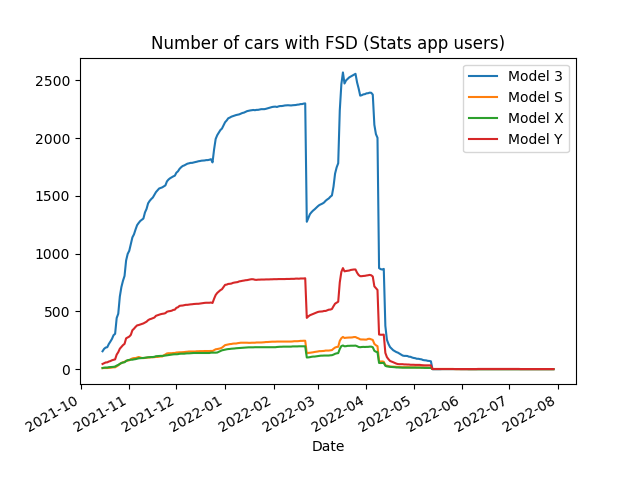 Number of cars with FSD (Stats app users)
2500
2000
1500
1000
500
0
Model 3
Model S
Model X
Model Y
2021-10
2021-11
2021-12
2022-01
2022-02
2022-03
2022-04
2022-05
2022-06
2022-07
2022-08
Date